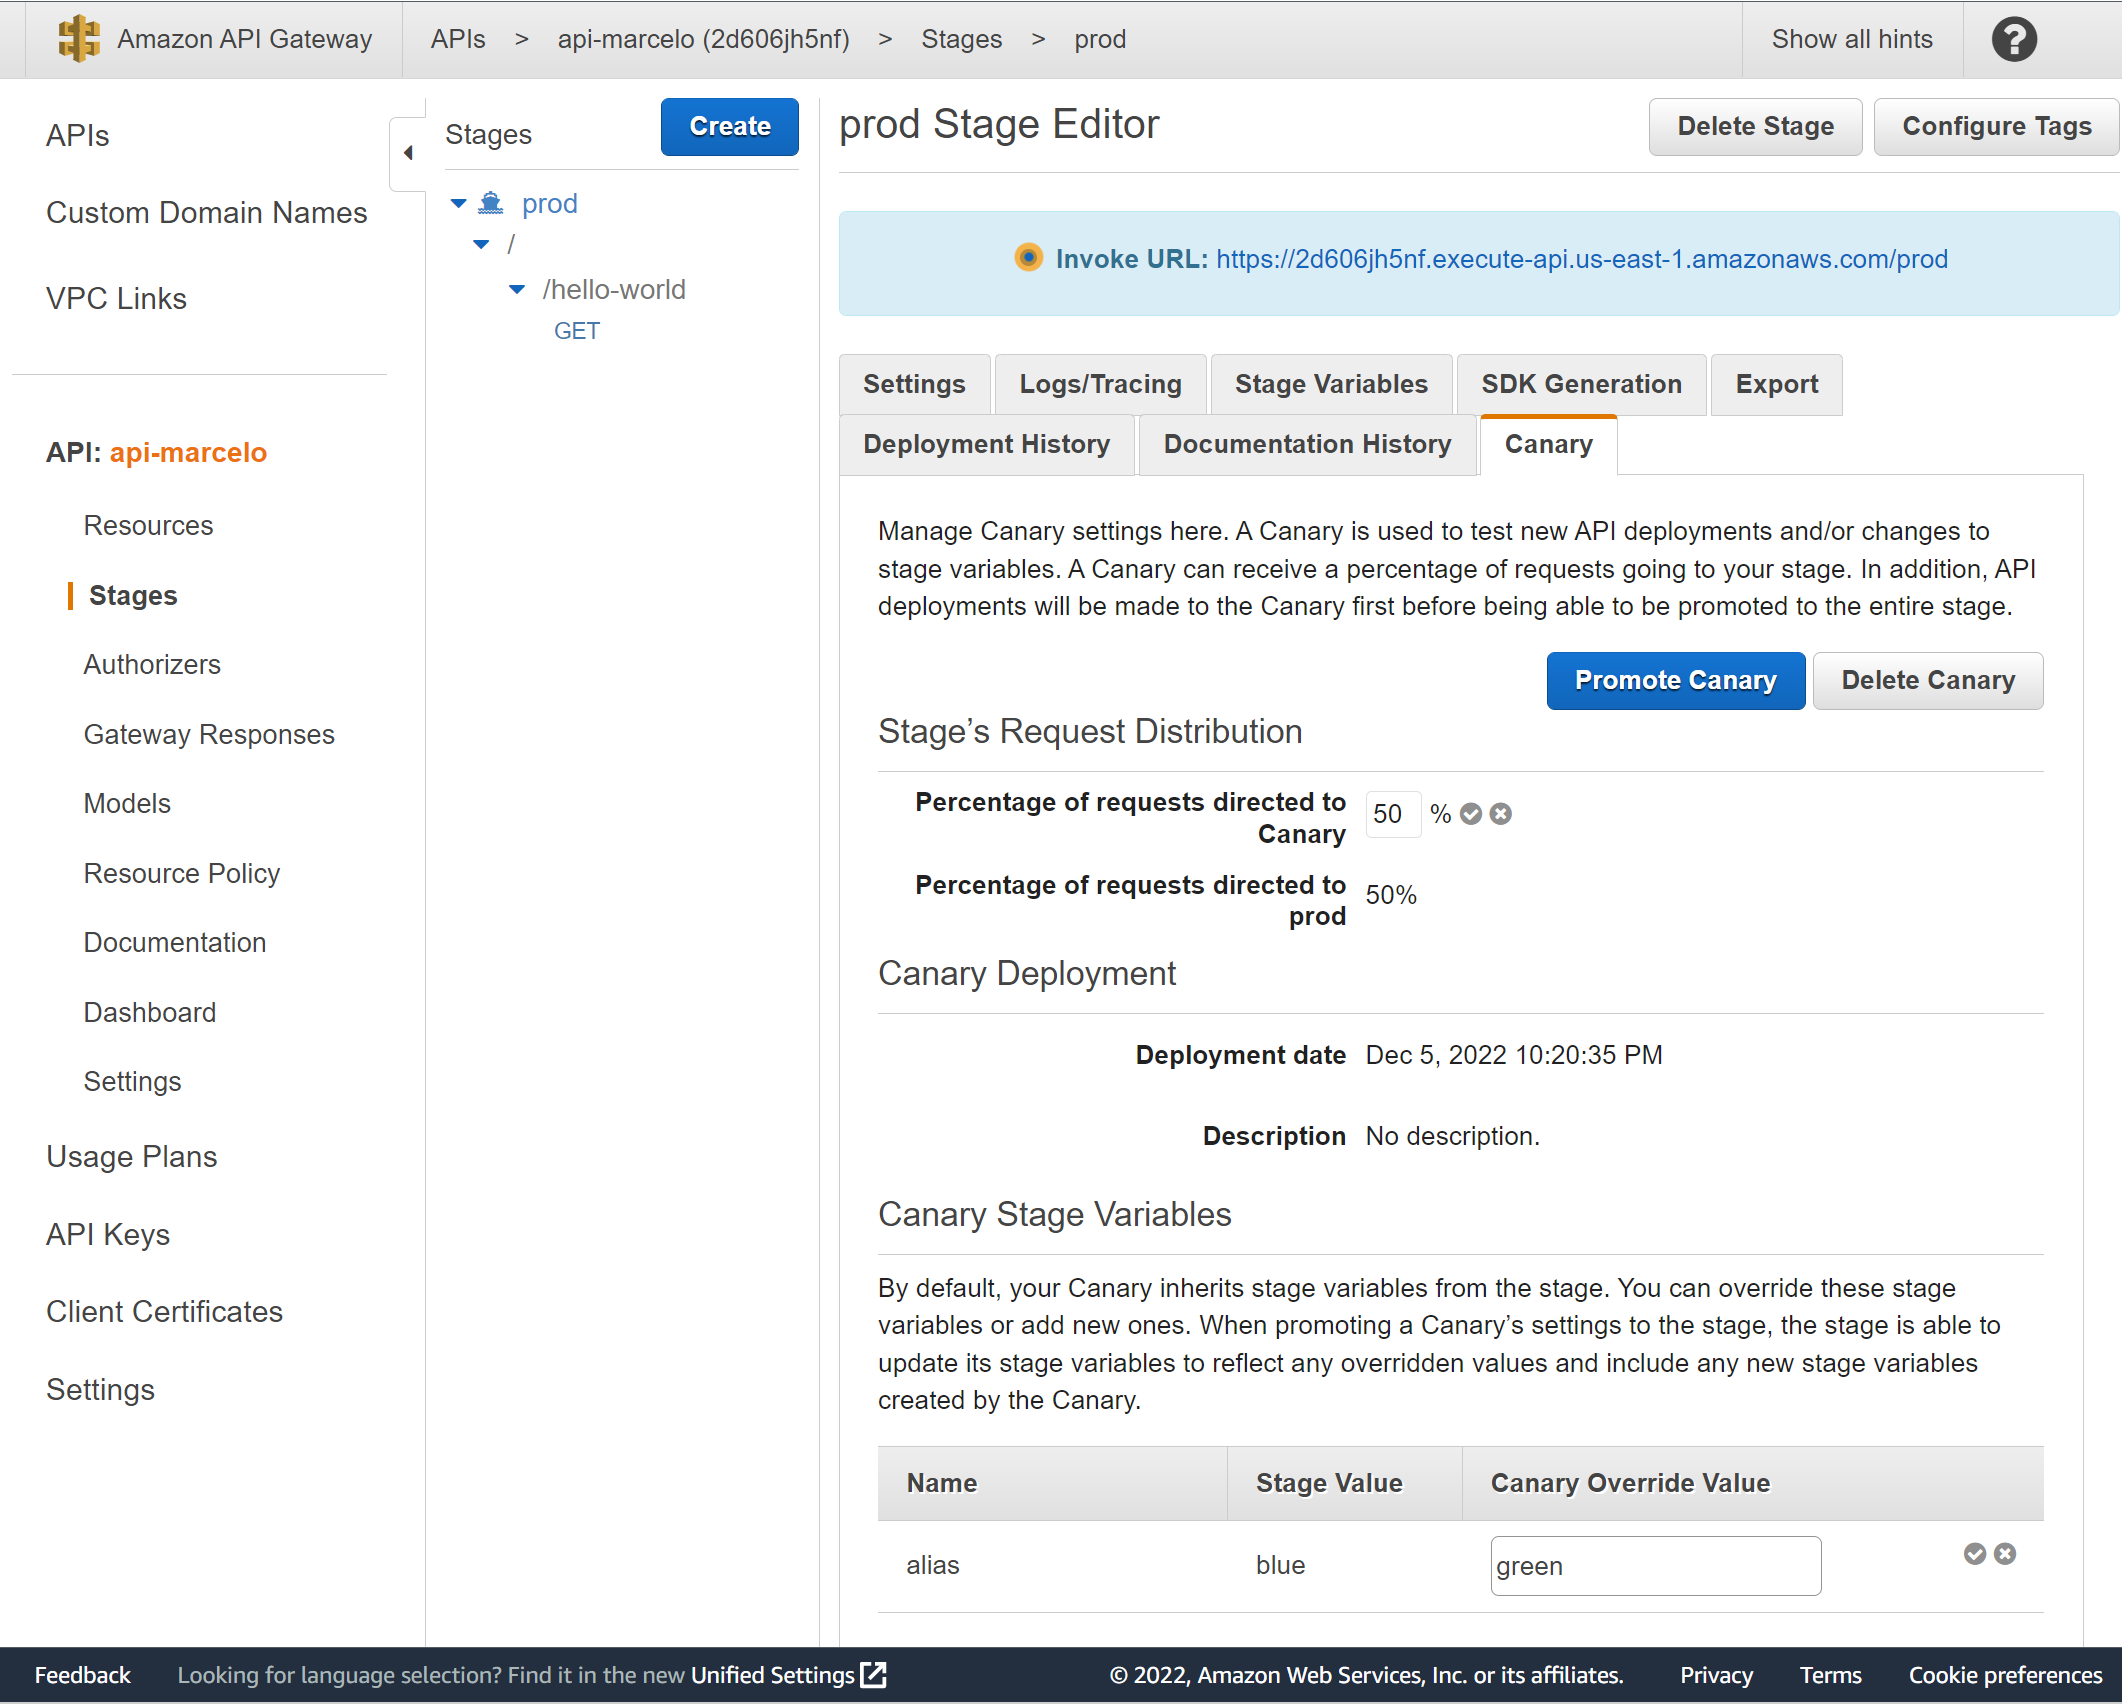 Amazon API Gateway
APIs > api-marcelo (2d606jh5nf) > Stages > prod
Show all hints
?
APIs
Custom Domain Names
VPC Links
API: api-marcelo
Resources
Stages
Authorizers
Gateway Responses
Models
Resource Policy
Documentation
Dashboard
Settings
Usage Plans
API Keys
Client Certificates
Settings
Stages
Create
prod
/
/hello-world
GET
prod Stage Editor
Delete Stage
Configure Tags
Invoke URL: https://2d606jh5nf.execute-api.us-east-1.amazonaws.com/prod
Settings
Logs/Tracing
Stage Variables
SDK Generation
Export
Deployment History
Documentation History
Canary
Manage Canary settings here. A Canary is used to test new API deployments and/or changes to
stage variables. A Canary can receive a percentage of requests going to your stage. In addition, API
deployments will be made to the Canary first before being able to be promoted to the entire stage.
Promote Canary
Delete Canary
Stage’s Request Distribution
Percentage of requests directed to
Canary
50 %
Percentage of requests directed to
prod
50%
Canary Deployment
Deployment date Dec 5, 2022 10:20:35 PM
Description No description.
Canary Stage Variables
By default, your Canary inherits stage variables from the stage. You can override these stage
variables or add new ones. When promoting a Canary’s settings to the stage, the stage is able to
update its stage variables to reflect any overridden values and include any new stage variables
created by the Canary.
Name Stage Value Canary Override Value
alias blue green
Feedback
Looking for language selection? Find it in the new Unified Settings
© 2022, Amazon Web Services, Inc. or its affiliates.
Privacy
Terms
Cookie preferences